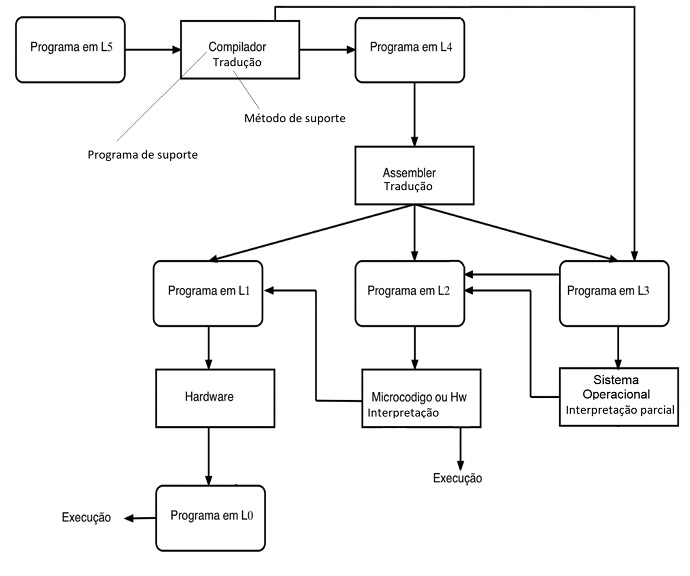 Programa em L5
Compilador
Tradução
Programa em L4
Método de suporte
Programa de suporte
Assembler
Tradução
Programa em L1
Programa em L2
Programa em L3
Hardware
Microcodigo ou Hw
Interpretação
Sistema
Operacional
Interpretação parcial
Execução
Programa em L0
Execução